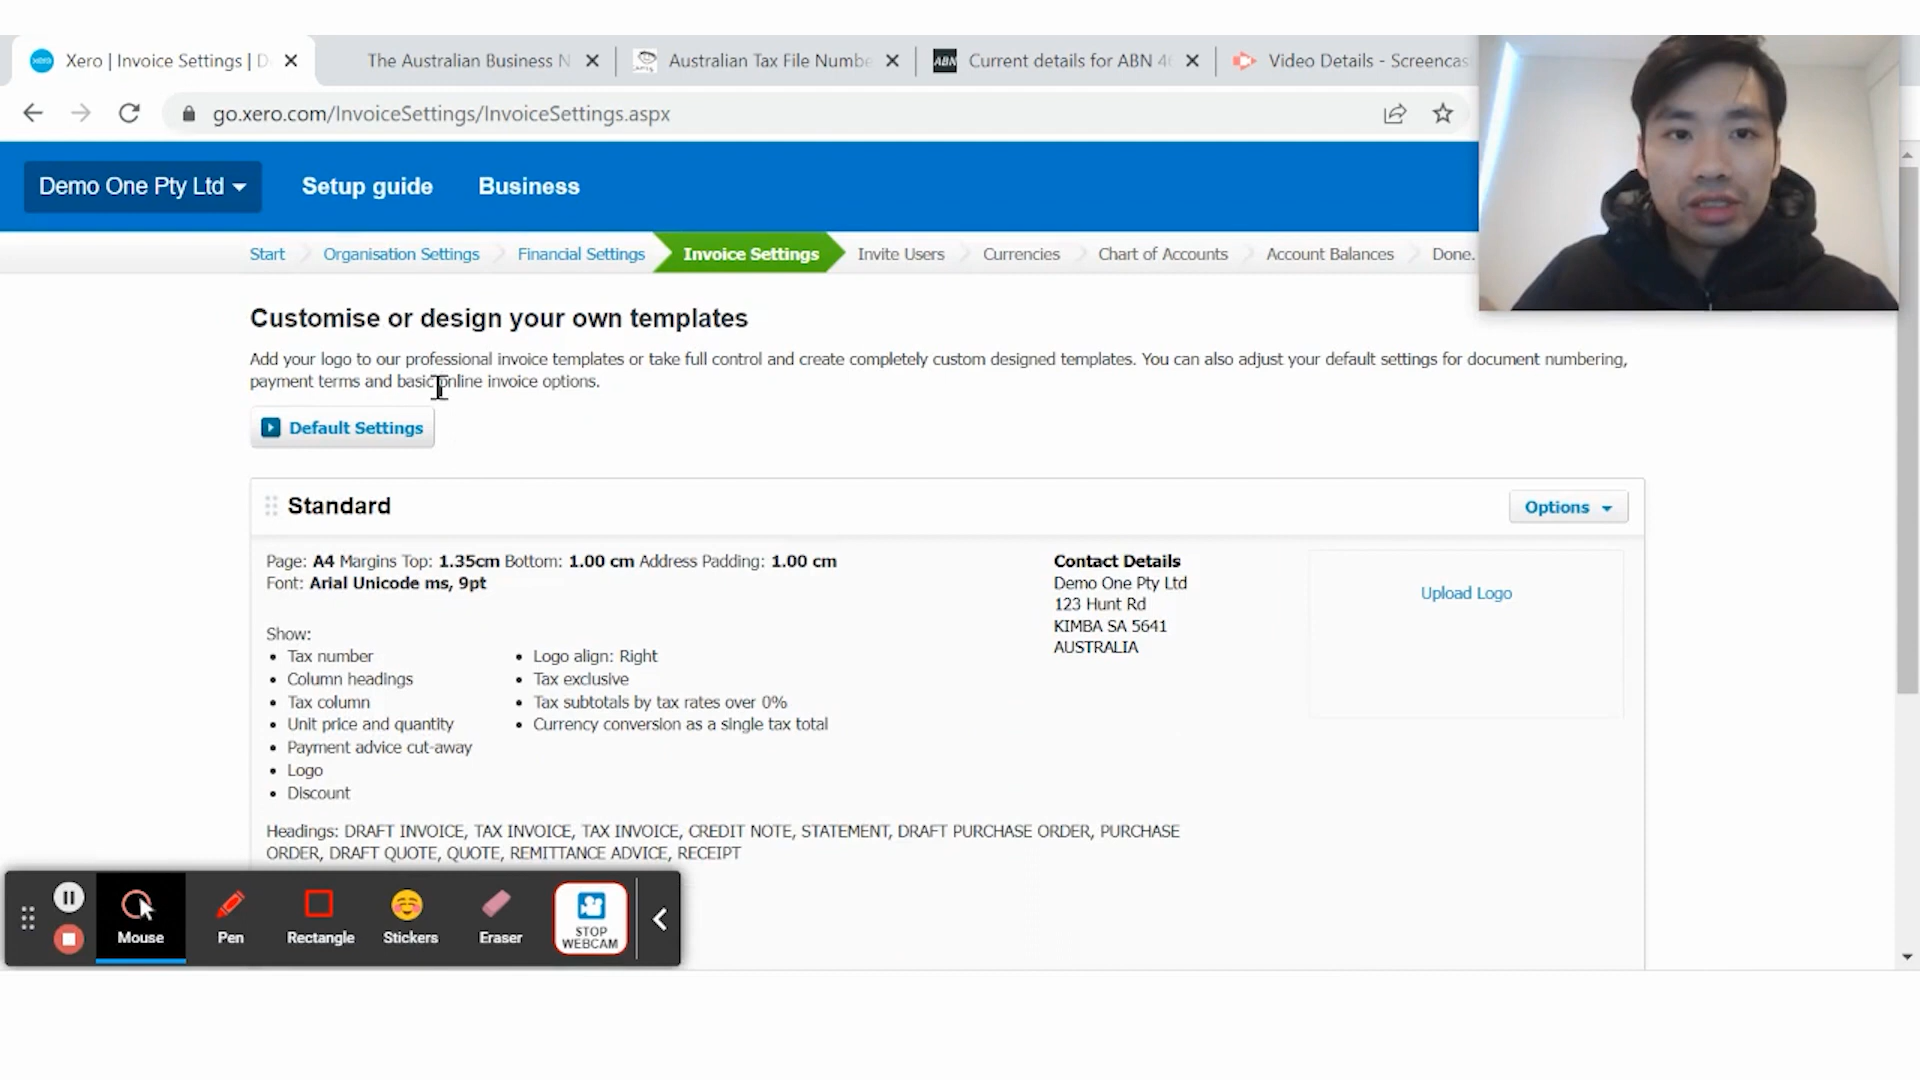 xero Xero | Invoice Settings | D
The Australian Business N
Australian Tax File Numbe
ABN Current details for ABN 4
Video Details - Screencas
go.xero.com/InvoiceSettings/InvoiceSettings.aspx
Demo One Pty Ltd
Setup guide
Business
Start
Organisation Settings
Financial Settings
Invoice Settings
Invite Users
Currencies
Chart of Accounts
Account Balances
Done.
Customise or design your own templates
Add your logo to our professional invoice templates or take full control and create completely custom designed templates. You can also adjust your default settings for document numbering,
payment terms and basic online invoice options.
Default Settings
Standard
Options
Page: A4 Margins Top: 1.35cm Bottom: 1.00 cm Address Padding: 1.00 cm
Font: Arial Unicode ms, 9pt
Show:
• Tax number
• Column headings
• Tax column
• Unit price and quantity
• Payment advice cut-away
• Logo
• Discount
• Logo align: Right
• Tax exclusive
• Tax subtotals by tax rates over 0%
• Currency conversion as a single tax total
Contact Details
Demo One Pty Ltd
123 Hunt Rd
KIMBA SA 5641
AUSTRALIA
Upload Logo
Headings: DRAFT INVOICE, TAX INVOICE, TAX INVOICE, CREDIT NOTE, STATEMENT, DRAFT PURCHASE ORDER, PURCHASE
ORDER, DRAFT QUOTE, QUOTE, REMITTANCE ADVICE, RECEIPT
Mouse
Pen
Rectangle
Stickers
Eraser
STOP
WEBCAM